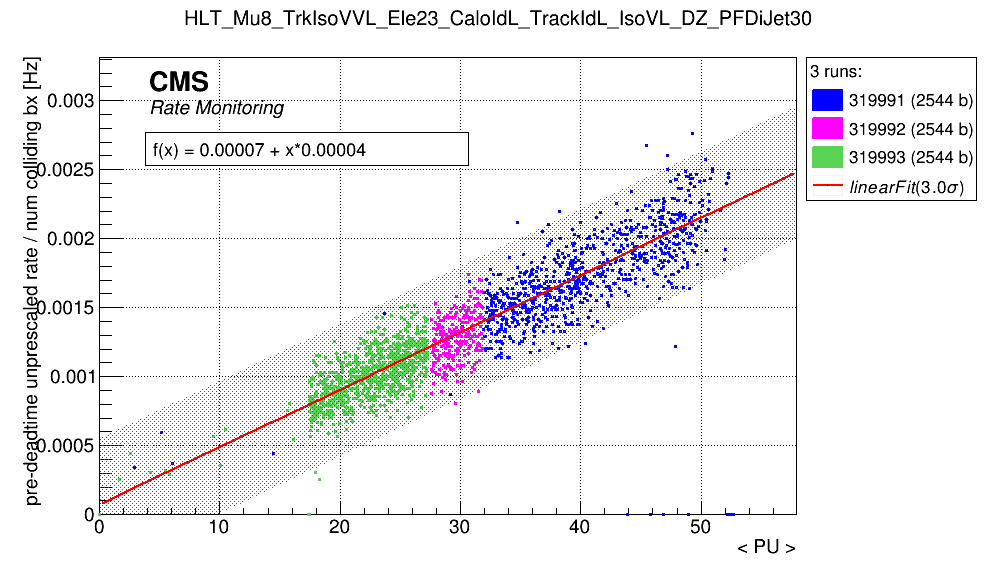 HLT_Mu8_TrkIsoVVL_Ele23_CaloIdL_TrackIdL_IsoVL_DZ_PFDiJet30
pre-deadtime unprescaled rate / num colliding bx [Hz]
CMS
Rate Monitoring
f(x) = 0.00007 + x*0.00004
0.003
0.0025
0.002
0.0015
0.001
0.0005
0
0 10 20 30 40 50
< PU >
3 runs:
319991 (2544 b)
319992 (2544 b)
319993 (2544 b)
linearFit(3.0σ)